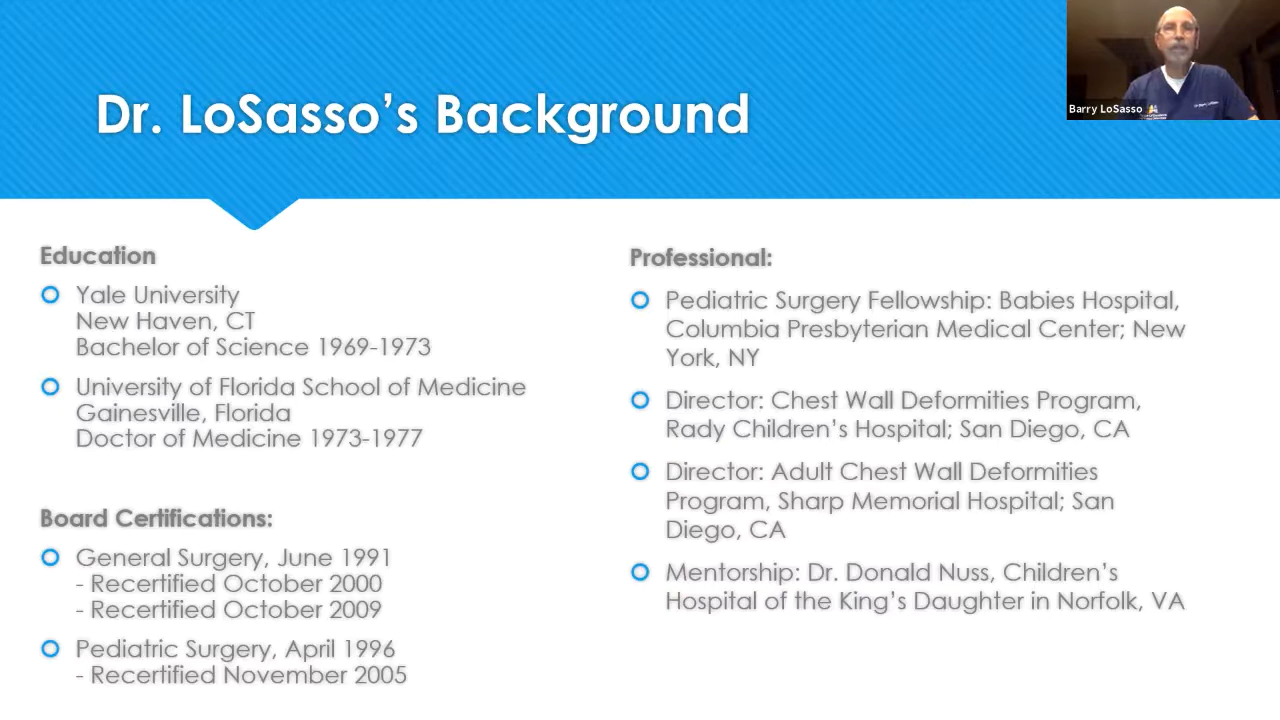 Dr. LoSasso's Background
Barry LoSasso
Education
Yale University
New Haven, CT
Bachelor of Science 1969-1973
University of Florida School of Medicine
Gainesville, Florida
Doctor of Medicine 1973-1977
Board Certifications:
General Surgery, June 1991
- Recertified October 2000
- Recertified October 2009
Pediatric Surgery, April 1996
- Recertified November 2005
Professional:
Pediatric Surgery Fellowship: Babies Hospital,
Columbia Presbyterian Medical Center; New
York, NY
Director: Chest Wall Deformities Program,
Rady Children's Hospital; San Diego, CA
Director: Adult Chest Wall Deformities
Program, Sharp Memorial Hospital; San
Diego, CA
Mentorship: Dr. Donald Nuss, Children's
Hospital of the King's Daughter in Norfolk, VA